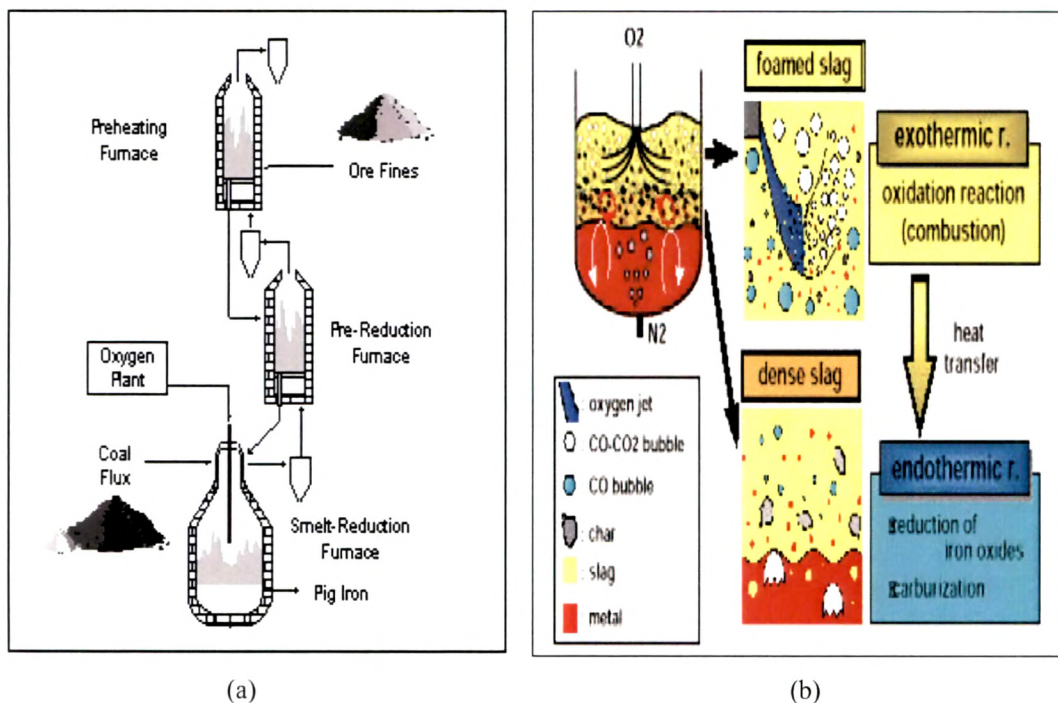 Preheating
Furnace
Ore Fines
Pre-Reduction
Furnace
Oxygen
Plant
Coal
Flux
Smelt-Reduction
Furnace
Pig Iron
(a)
O2
N2
foamed slag
exothermic r.
oxidation reaction
(combustion)
heat
transfer
dense slag
endothermic r.
reduction of
iron oxides
carburization
: oxygen jet
: CO-CO2 bubble
: CO bubble
: char
: slag
: metal
(b)